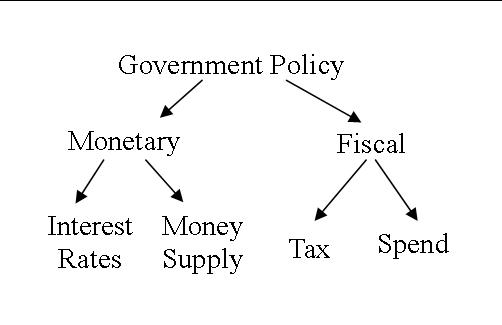 Government Policy
Monetary
Fiscal
Interest
Rates
Money
Supply
Tax
Spend